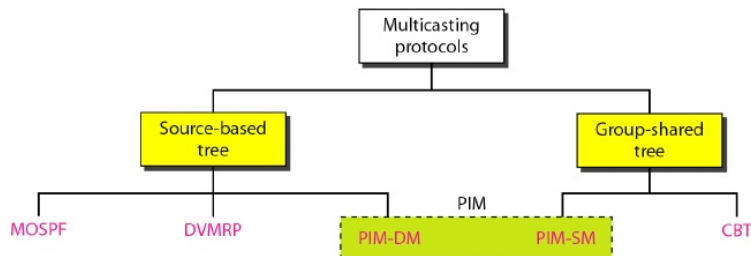 Multicasting
protocols
Source-based
tree
Group-shared
tree
PIM
MOSPF
DVMRP
PIM-DM
PIM-SM
CBT